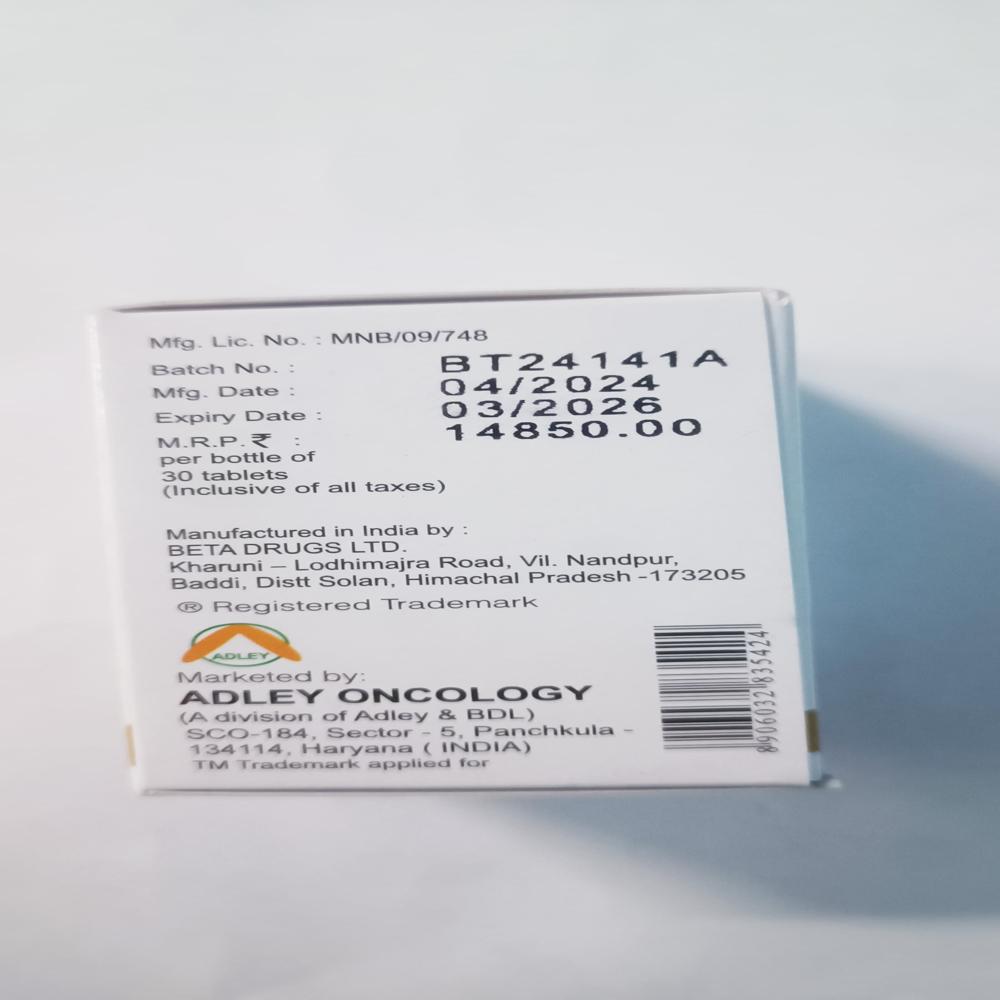 Mfg. Lic. No. : MNB/09/748
Batch No. : BT24141A
Mfg. Date : 04/2024
Expiry Date : 03/2026
M.R.P.₹ : 14850.00
per bottle of
30 tablets
(Inclusive of all taxes)
Manufactured in India by :
BETA DRUGS LTD.
Kharuni – Lodhimajra Road, Vil. Nandpur,
Baddi, Distt Solan, Himachal Pradesh -173205
® Registered Trademark
ADLEY
Marketed by:
ADLEY ONCOLOGY
(A division of Adley & BDL)
SCO-184, Sector - 5, Panchkula -
134114, Haryana ( INDIA)
TM Trademark applied for
8906032835424